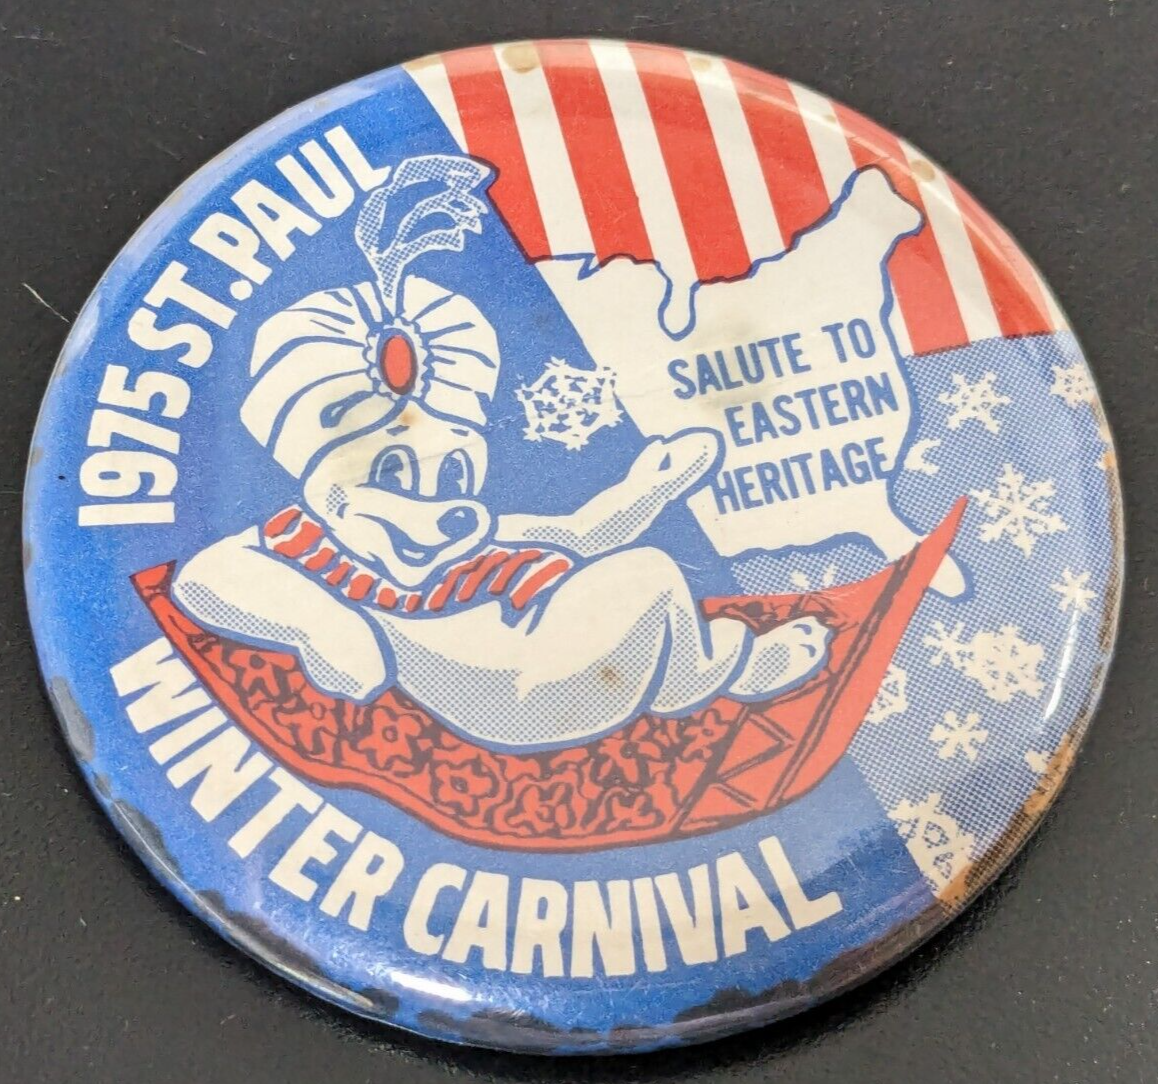 1975 ST. PAUL
WINTER CARNIVAL
SALUTE TO
EASTERN
HERITAGE